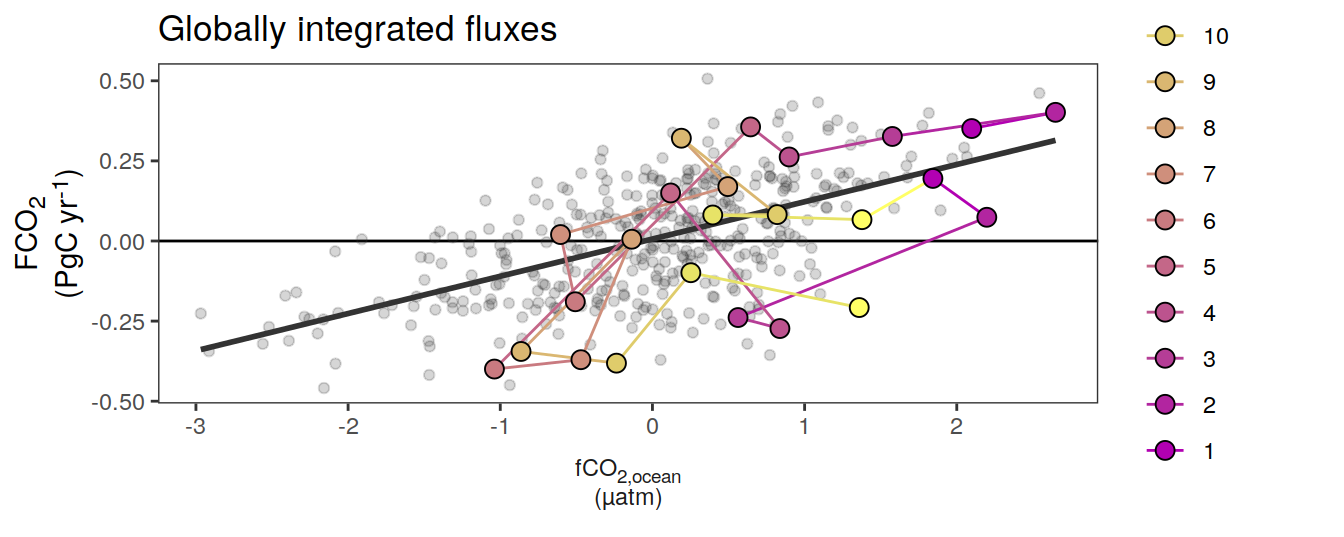 Globally integrated fluxes
FCO₂
(PgC yr⁻¹)
0.50
0.25
0.00
-0.25
-0.50
-3 -2 -1 0 1 2
fCO₂,ocean
(µatm)
10
9
8
7
6
5
4
3
2
1